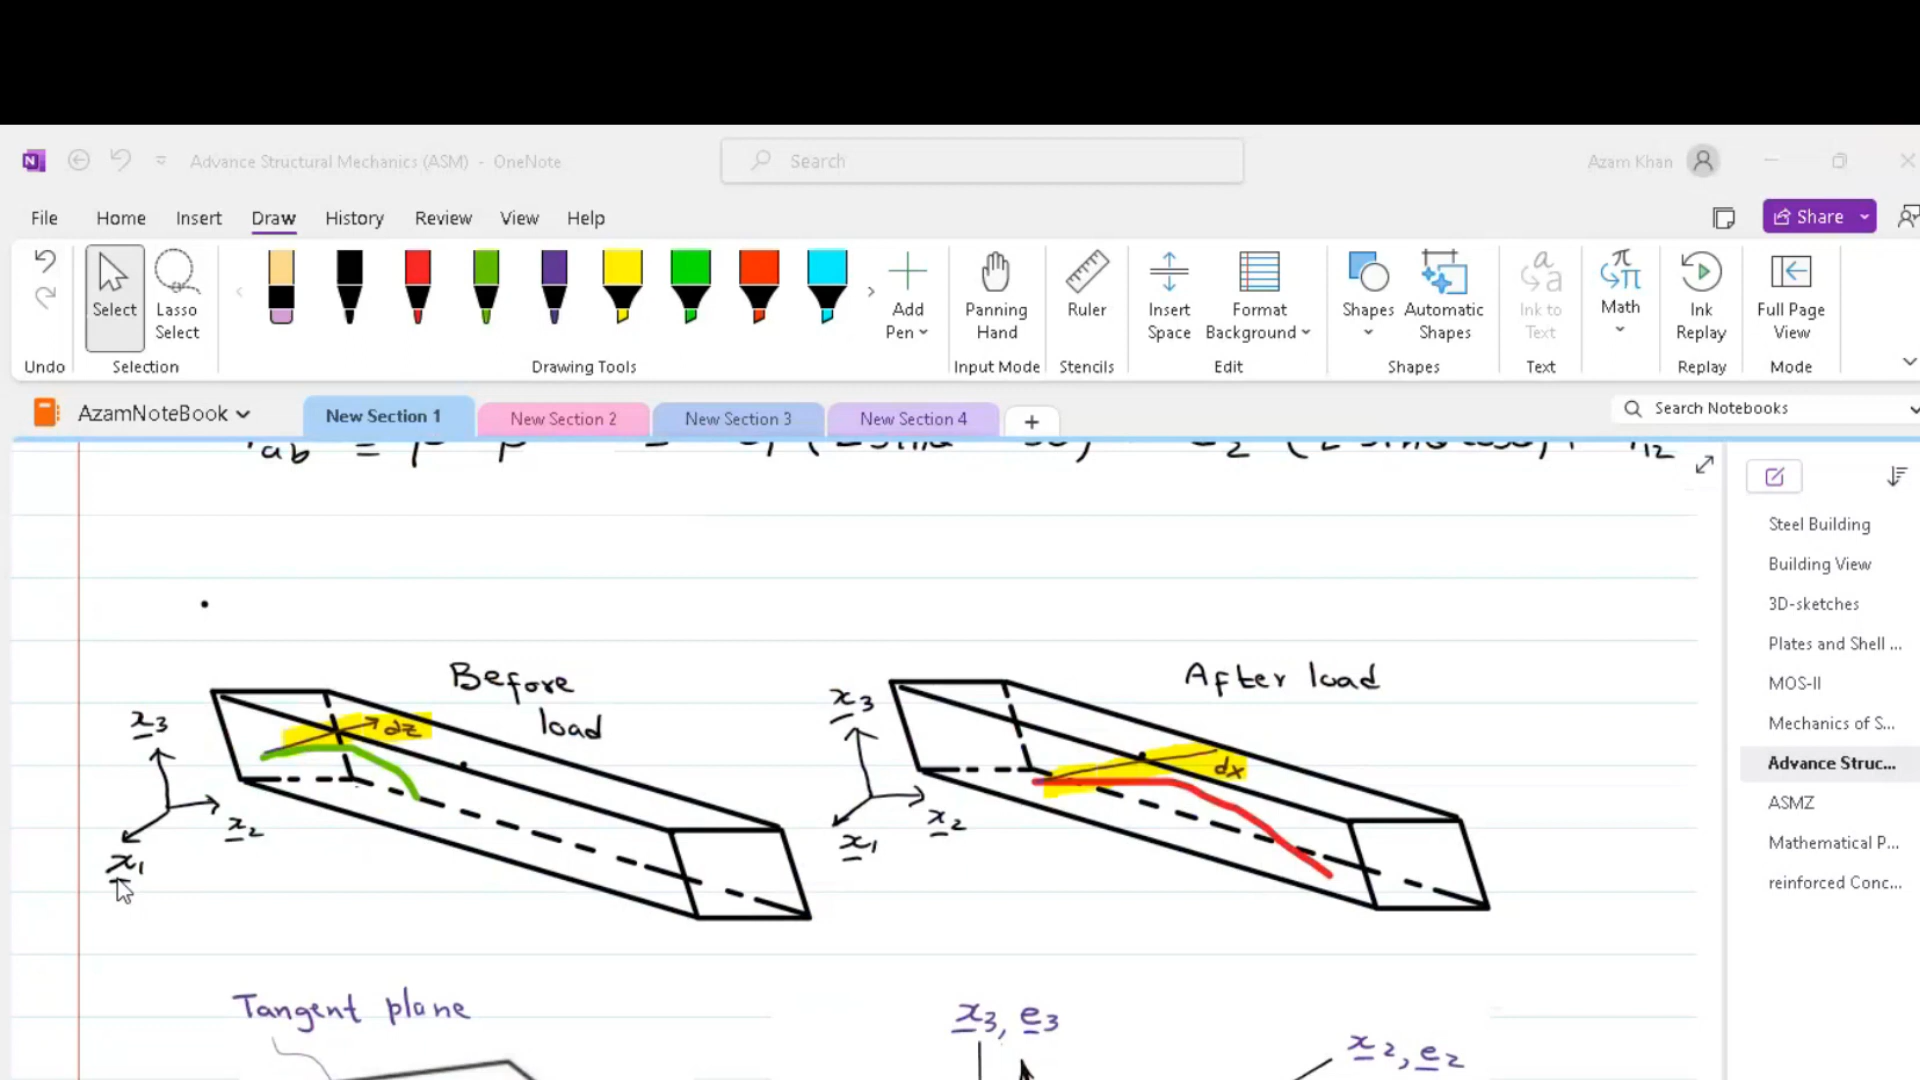 Advance Structural Mechanics (ASM) - OneNote
Search
Azam Khan
File Home Insert Draw History Review View Help
Share
Select
Lasso Select
Add Pen
Panning Hand
Ruler
Insert Space
Format Background
Shapes
Automatic Shapes
Ink to Text
Math
Ink Replay
Full Page View
Undo Selection Drawing Tools Input Mode Stencils Edit Shapes Text Replay Mode
AzamNoteBook
New Section 1 New Section 2 New Section 3 New Section 4 +
Search Notebooks
Steel Building
Building View
3D-sketches
Plates and Shell ...
MOS-II
Mechanics of S...
Advance Struc...
ASMZ
Mathematical P...
reinforced Conc...
Before load
x3
dz
x2
x1
After load
x3
dx
x2
x1
Tangent plane
x3, e3
x2, e2